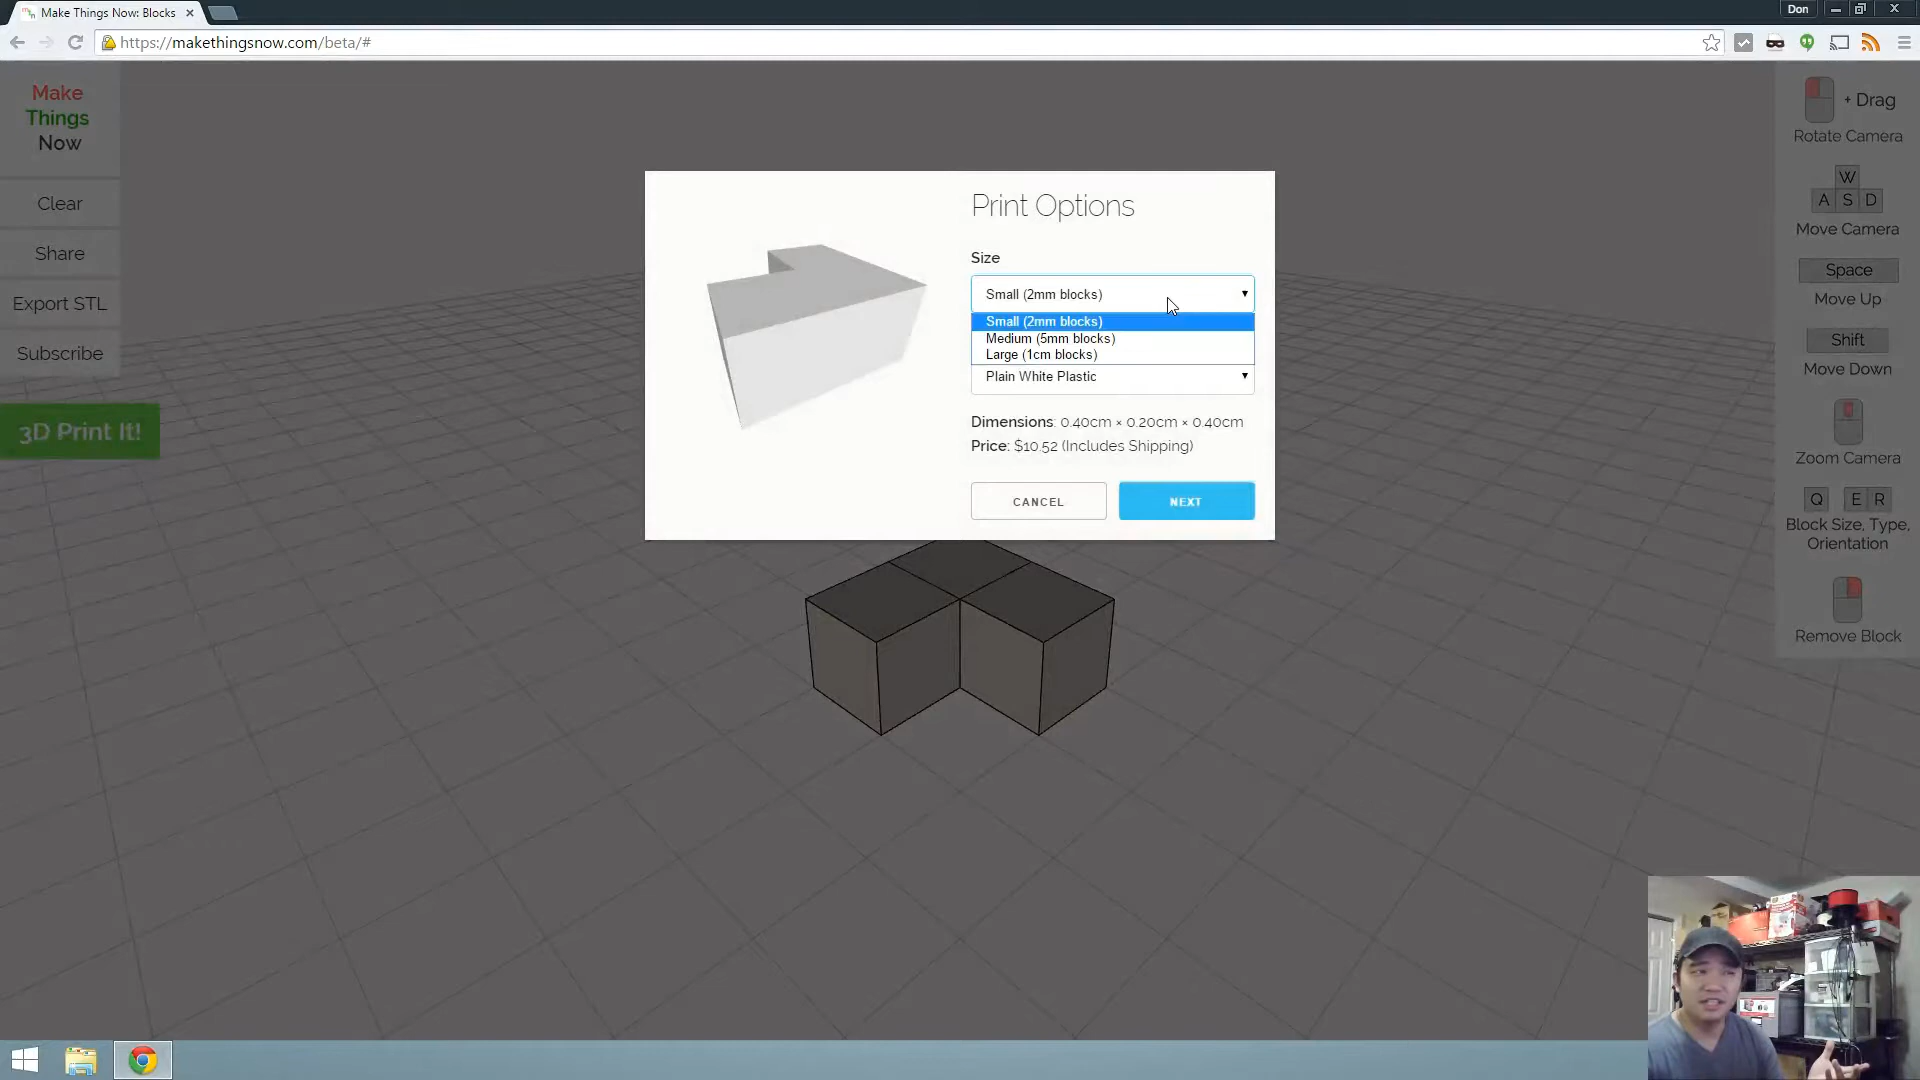 Make Things Now: Blocks
Don
https://makethingsnow.com/beta/#
Make
Things
Now
Clear
Share
Export STL
Subscribe
3D Print It!
Print Options
Size
Small (2mm blocks)
Small (2mm blocks)
Medium (5mm blocks)
Large (1cm blocks)
Plain White Plastic
Dimensions: 0.40cm × 0.20cm × 0.40cm
Price: $10.52 (Includes Shipping)
CANCEL
NEXT
+ Drag
Rotate Camera
W
A S D
Move Camera
Space
Move Up
Shift
Move Down
Zoom Camera
Q E R
Block Size, Type,
Orientation
Remove Block